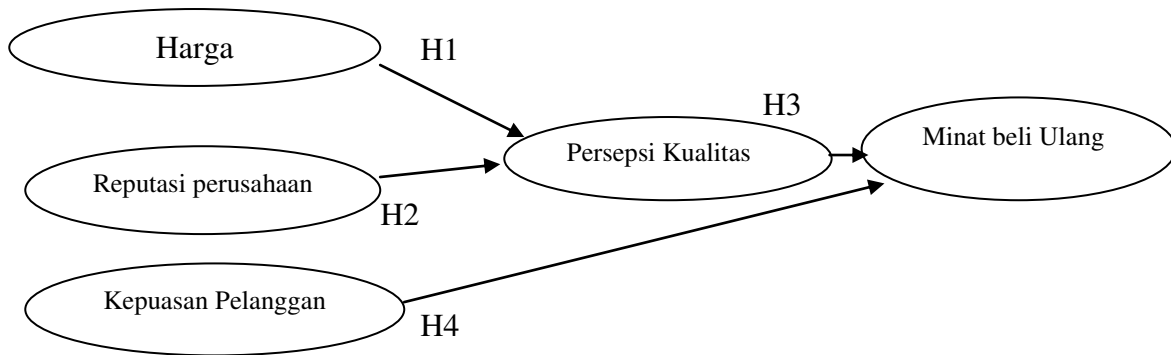 Harga
H1
H3
Persepsi Kualitas
Minat beli Ulang
Reputasi perusahaan
H2
Kepuasan Pelanggan
H4